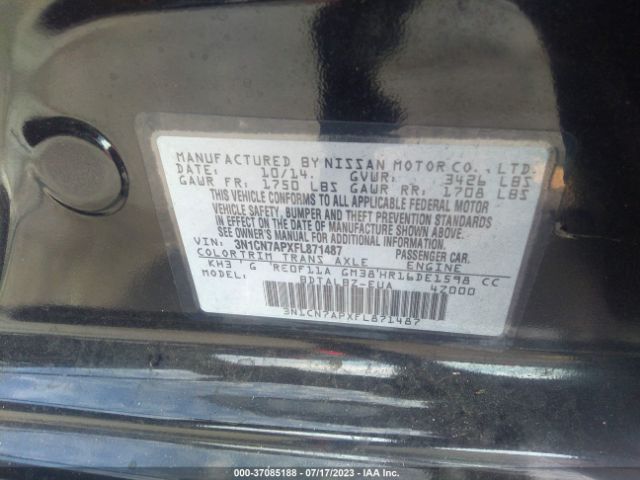 MANUFACTURED BY NISSAN MOTOR CO., LTD.
DATE: 10/14. GVWR: 3426 LBS
GAWR FR: 1750 LBS GAWR RR: 1708 LBS
THIS VEHICLE CONFORMS TO ALL APPLICABLE FEDERAL MOTOR
VEHICLE SAFETY, BUMPER AND THEFT PREVENTION STANDARDS
IN EFFECT ON THE DATE OF MANUFACTURE SHOWN ABOVE.
SEE OWNER'S MANUAL FOR ADDITIONAL INFORMATION
VIN: 3N1CN7APXFL871487 PASSENGER CAR.
COLOR TRIM TRANS AXLE ENGINE
KH3 G RE0F11A GM38 HR16DE1598 CC
MODEL: BDTALBZ-EUA 47000
3N1CN7APXFL871487
000-37085188 - 07/17/2023 - IAA Inc.